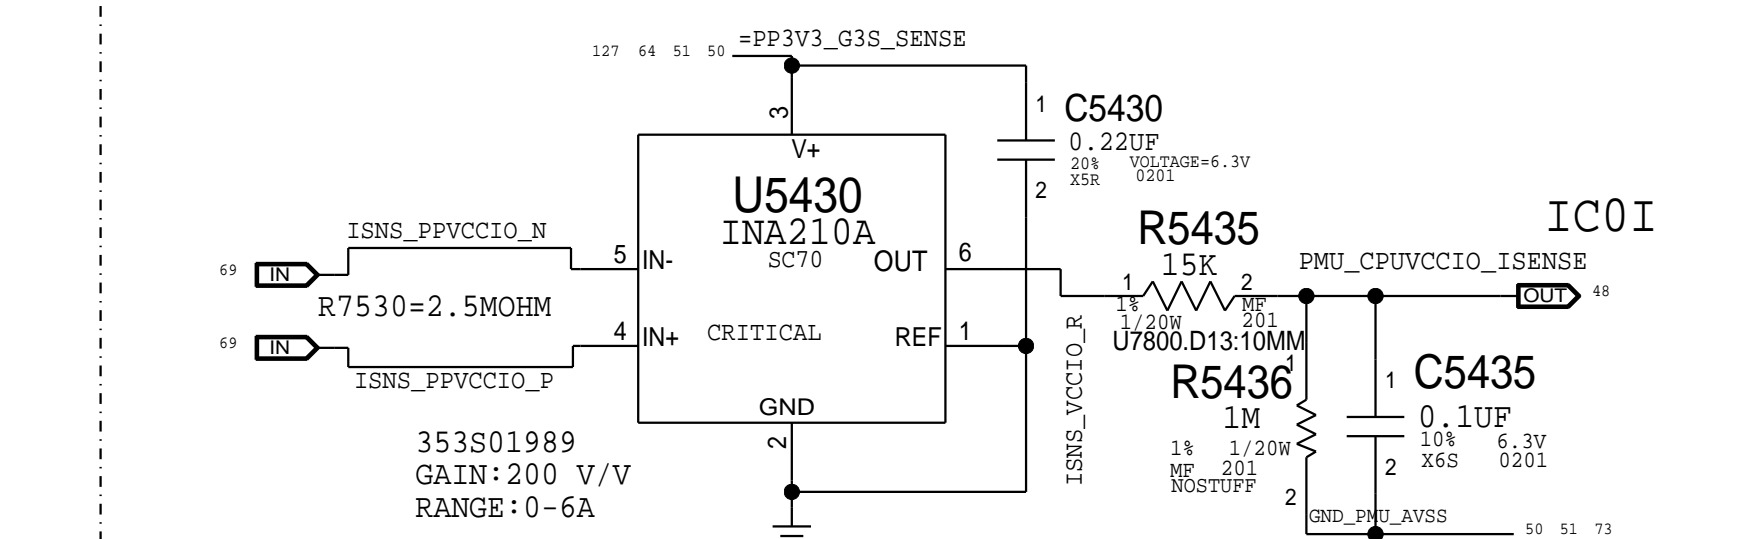 =PP3V3_G3S_SENSE
127 64 51 50
3
1
C5430
0.22UF
20% VOLTAGE=6.3V
X5R 0201
2
V+
U5430
INA210A
SC70
ISNS_PPVCCIO_N
69 IN
5 IN-
OUT 6
R7530=2.5MOHM
69 IN
4 IN+
CRITICAL
REF 1
ISNS_PPVCCIO_P
GND
2
353S01989
GAIN:200 V/V
RANGE:0-6A
IC0I
R5435
15K
1 2
1% MF
1/20W 201
U7800.D13:10MM
PMU_CPUVCCIO_ISENSE
OUT 48
ISNS_VCCIO_R
1
R5436
1M
1% 1/20W
MF 201
NOSTUFF
2
1
C5435
0.1UF
10% 6.3V
X6S 0201
2
GND_PMU_AVSS
50 51 73